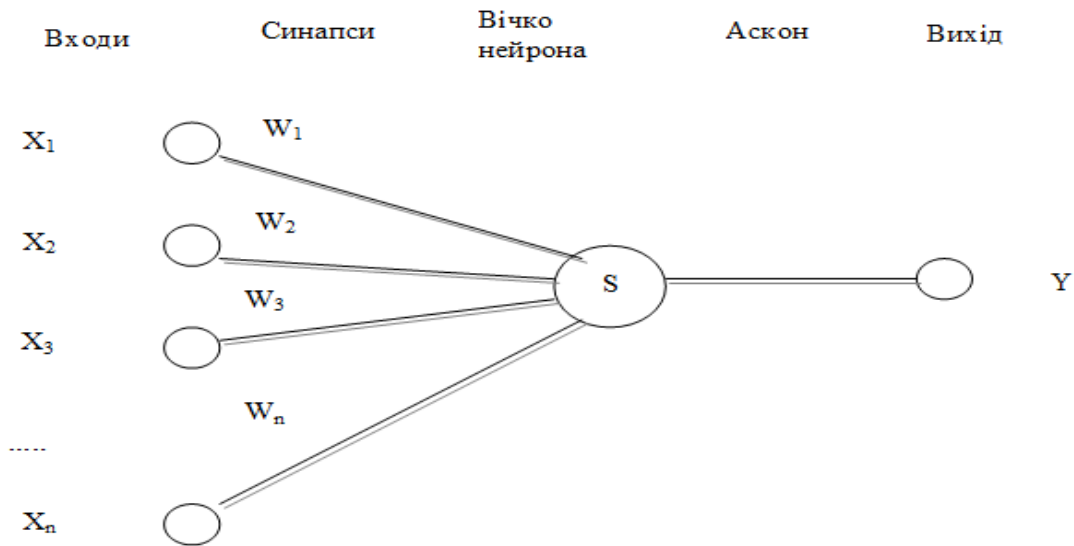 Входи Синапси Вічко нейрона Аскон Вихід
X₁ W₁
X₂ W₂
W₃
S Y
X₃
Wₙ
.....
Xₙ